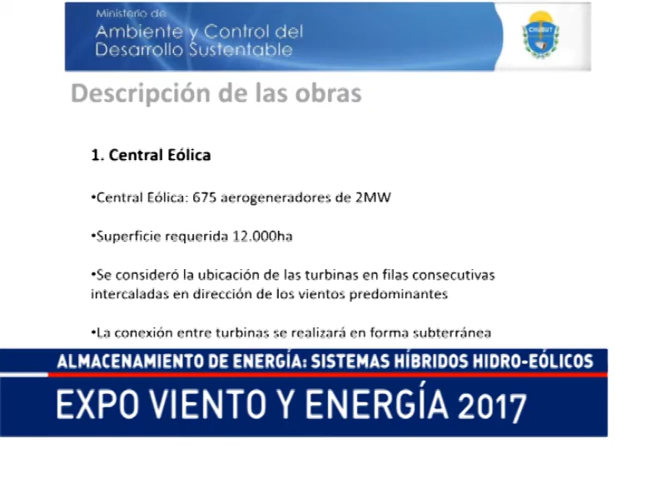 Ministerio de
Ambiente y Control del
Desarrollo Sustentable
CHUBUT
Descripción de las obras
1. Central Eólica
•Central Eólica: 675 aerogeneradores de 2MW
•Superficie requerida 12.000ha
•Se consideró la ubicación de las turbinas en filas consecutivas
intercaladas en dirección de los vientos predominantes
•La conexión entre turbinas se realizará en forma subterránea
ALMACENAMIENTO DE ENERGÍA: SISTEMAS HÍBRIDOS HIDRO-EÓLICOS
EXPO VIENTO Y ENERGÍA 2017